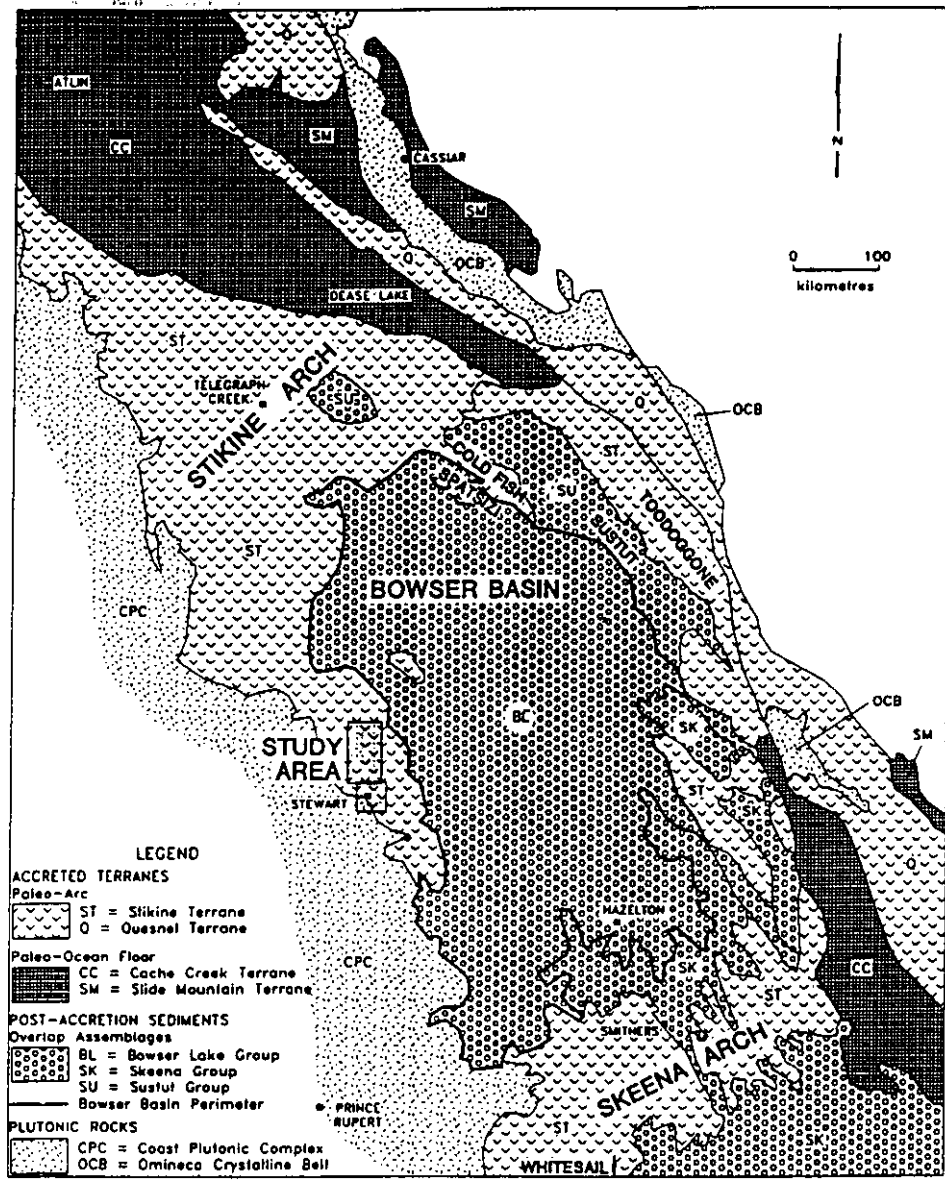 Q
ATLIN
CC
SM
CASSIAR
N
SM
Q
OCB
0 100
kilometres
DEASE LAKE
ST
STIKINE ARCH
TELEGRAPH
CREEK
SU
Q
OCB
ST
COLD FISH
SPATSIZI
SU
SUSTUT
TOODOGGONE
ST
BOWSER BASIN
CPC
OCB
SM
BL
SK
STUDY
AREA
ST
STEWART
SK
Q
HAZELTON
CPC
SK
CC
ST
SMITHERS
SKEENA ARCH
PRINCE
RUPERT
ST
SK
WHITESAIL
LEGEND
ACCRETED TERRANES
Paleo-Arc
ST = Stikine Terrane
Q = Quesnel Terrane
Paleo-Ocean Floor
CC = Cache Creek Terrane
SM = Slide Mountain Terrane
POST-ACCRETION SEDIMENTS
Overlap Assemblages
BL = Bowser Lake Group
SK = Skeena Group
SU = Sustut Group
Bowser Basin Perimeter
PLUTONIC ROCKS
CPC = Coast Plutonic Complex
OCB = Omineca Crystalline Belt